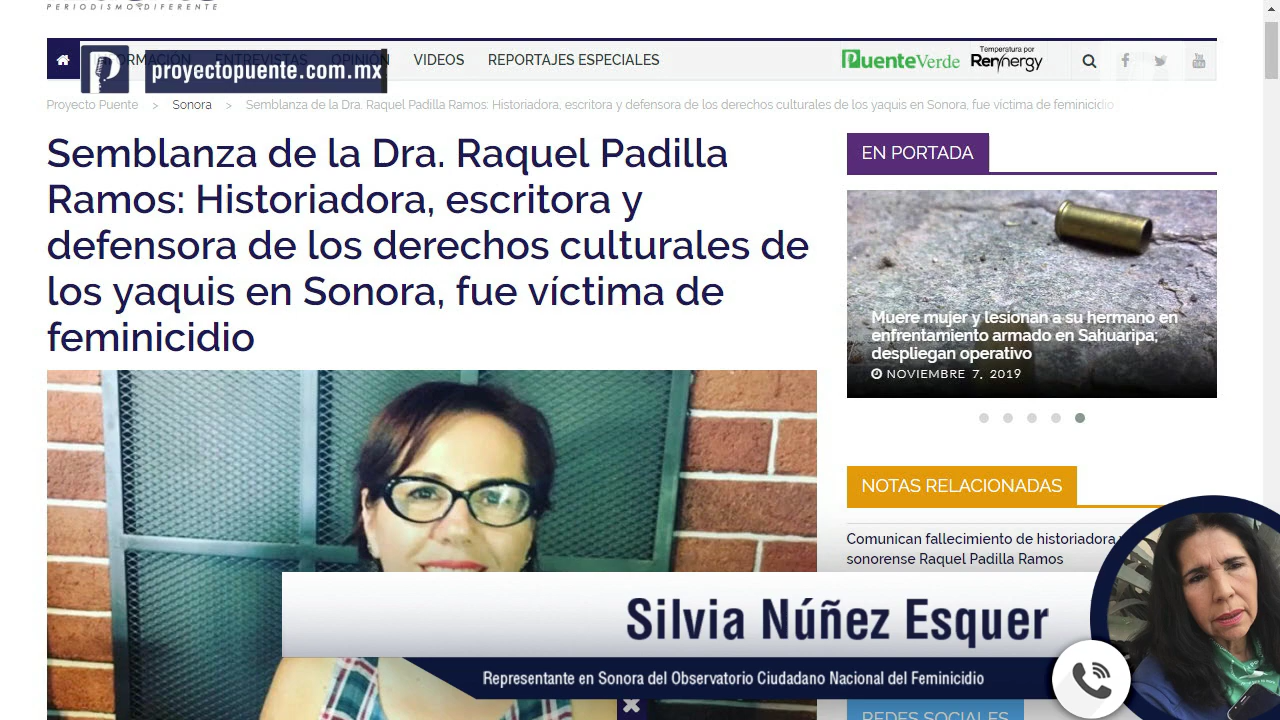 PERIODISMO DIFERENTE
INFORMACIÓN ENTREVISTAS OPINIÓN VIDEOS REPORTAJES ESPECIALES
proyectopuente.com.mx
PuenteVerde
Temperatura por
Rennergy
Proyecto Puente > Sonora > Semblanza de la Dra. Raquel Padilla Ramos: Historiadora, escritora y defensora de los derechos culturales de los yaquis en Sonora, fue víctima de feminicidio
Semblanza de la Dra. Raquel Padilla
Ramos: Historiadora, escritora y
defensora de los derechos culturales de
los yaquis en Sonora, fue víctima de
feminicidio
EN PORTADA
Muere mujer y lesionan a su hermano en
enfrentamiento armado en Sahuaripa;
despliegan operativo
NOVIEMBRE 7, 2019
NOTAS RELACIONADAS
Comunican fallecimiento de historiadora
sonorense Raquel Padilla Ramos
Silvia Núñez Esquer
Representante en Sonora del Observatorio Ciudadano Nacional del Feminicidio
REDES SOCIALES